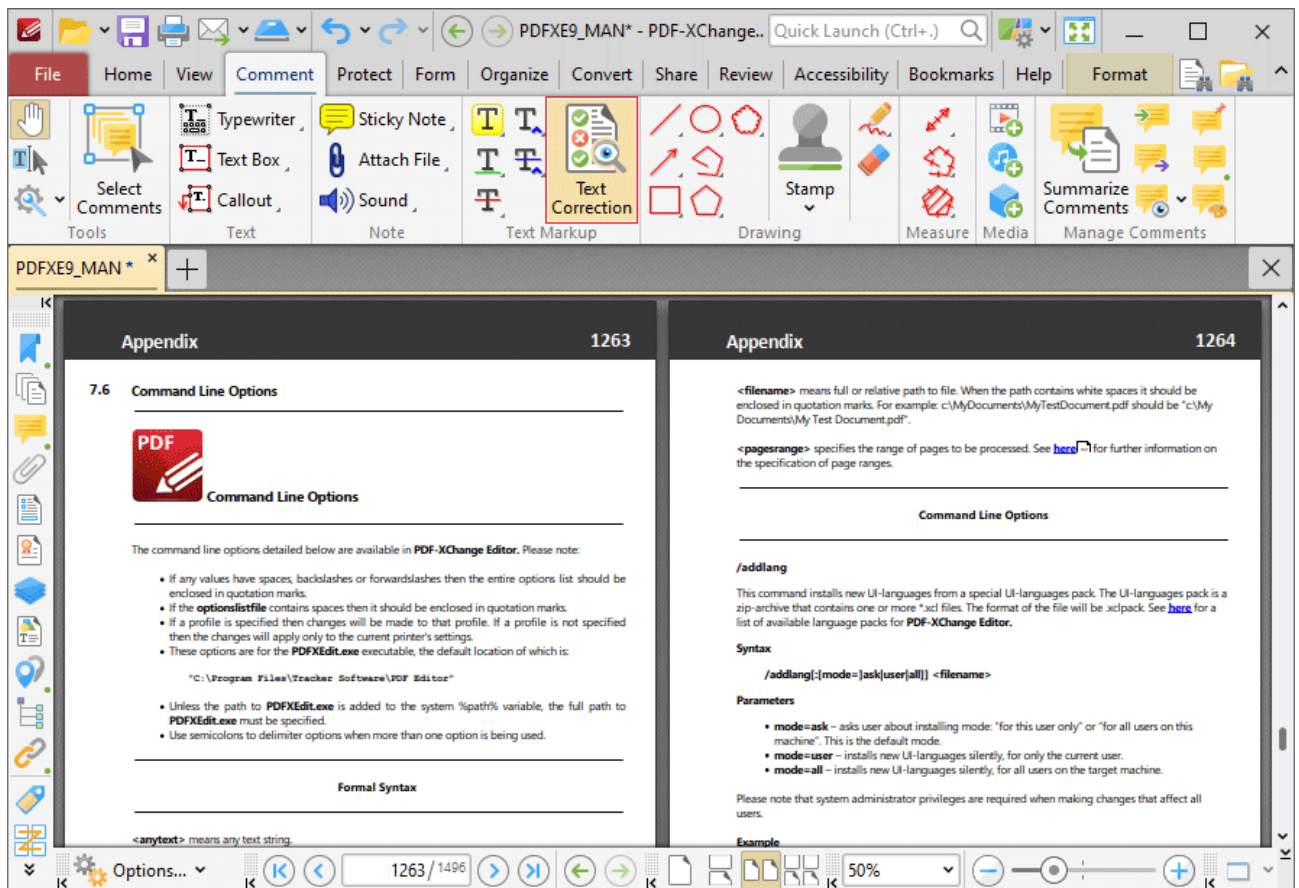 PDFXE9_MAN* - PDF-XChange..
Quick Launch (Ctrl+.)
File Home View Comment Protect Form Organize Convert Share Review Accessibility Bookmarks Help Format
Typewriter
Sticky Note
Text Box
Attach File
Callout
Sound
Select
Comments
Text
Correction
Stamp
Summarize
Comments
Tools Text Note Text Markup Drawing Measure Media Manage Comments
PDFXE9_MAN *
Appendix 1263
7.6 Command Line Options
PDF
Command Line Options
The command line options detailed below are available in PDF-XChange Editor. Please note:
• If any values have spaces, backslashes or forwardslashes then the entire options list should be
enclosed in quotation marks.
• If the optionslistfile contains spaces then it should be enclosed in quotation marks.
• If a profile is specified then changes will be made to that profile. If a profile is not specified
then the changes will apply only to the current printer's settings.
• These options are for the PDFXEdit.exe executable, the default location of which is:
"C:\Program Files\Tracker Software\PDF Editor"
• Unless the path to PDFXEdit.exe is added to the system %path% variable, the full path to
PDFXEdit.exe must be specified.
• Use semicolons to delimiter options when more than one option is being used.
Formal Syntax
<anytext> means any text string.
Appendix 1264
<filename> means full or relative path to file. When the path contains white spaces it should be
enclosed in quotation marks. For example: c:\MyDocuments\MyTestDocument.pdf should be "c:\My
Documents\My Test Document.pdf".
<pagesrange> specifies the range of pages to be processed. See here for further information on
the specification of page ranges.
Command Line Options
/addlang
This command installs new UI-languages from a special UI-languages pack. The UI-languages pack is a
zip-archive that contains one or more *.xcl files. The format of the file will be .xclpack. See here for a
list of available language packs for PDF-XChange Editor.
Syntax
/addlang[:[mode=]ask|user|all]] <filename>
Parameters
• mode=ask – asks user about installing mode: "for this user only" or "for all users on this
machine". This is the default mode.
• mode=user – installs new UI-languages silently, for only the current user.
• mode=all – installs new UI-languages silently, for all users on the target machine.
Please note that system administrator privileges are required when making changes that affect all
users.
Example
Options...
1263 / 1496
50%